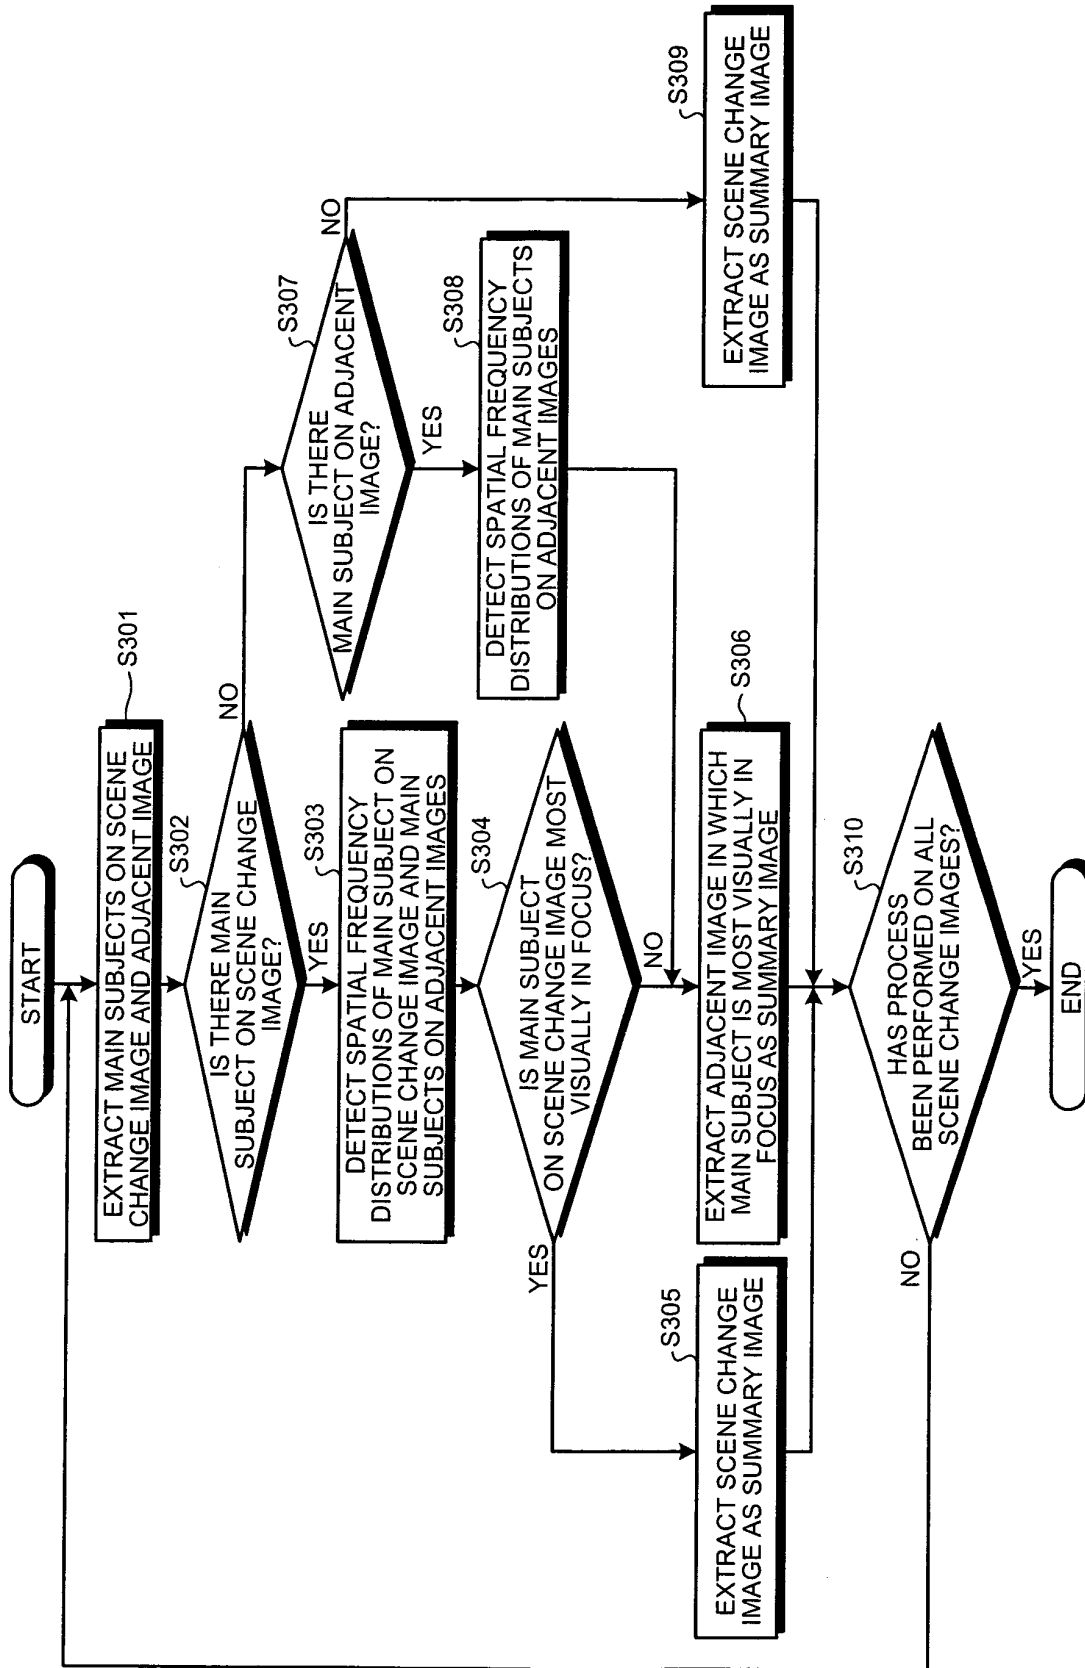 START
EXTRACT MAIN SUBJECTS ON SCENE
CHANGE IMAGE AND ADJACENT IMAGE
S301
IS THERE MAIN
SUBJECT ON SCENE CHANGE
IMAGE?
S302
NO
YES
DETECT SPATIAL FREQUENCY
DISTRIBUTIONS OF MAIN SUBJECT ON
SCENE CHANGE IMAGE AND MAIN
SUBJECTS ON ADJACENT IMAGES
S303
IS MAIN SUBJECT
ON SCENE CHANGE IMAGE MOST
VISUALLY IN FOCUS?
S304
YES
NO
EXTRACT SCENE CHANGE
IMAGE AS SUMMARY IMAGE
S305
EXTRACT ADJACENT IMAGE IN WHICH
MAIN SUBJECT IS MOST VISUALLY IN
FOCUS AS SUMMARY IMAGE
S306
IS THERE
MAIN SUBJECT ON ADJACENT
IMAGE?
S307
NO
YES
DETECT SPATIAL FREQUENCY
DISTRIBUTIONS OF MAIN SUBJECTS
ON ADJACENT IMAGES
S308
EXTRACT SCENE CHANGE
IMAGE AS SUMMARY IMAGE
S309
HAS PROCESS
BEEN PERFORMED ON ALL
SCENE CHANGE IMAGES?
S310
NO
YES
END